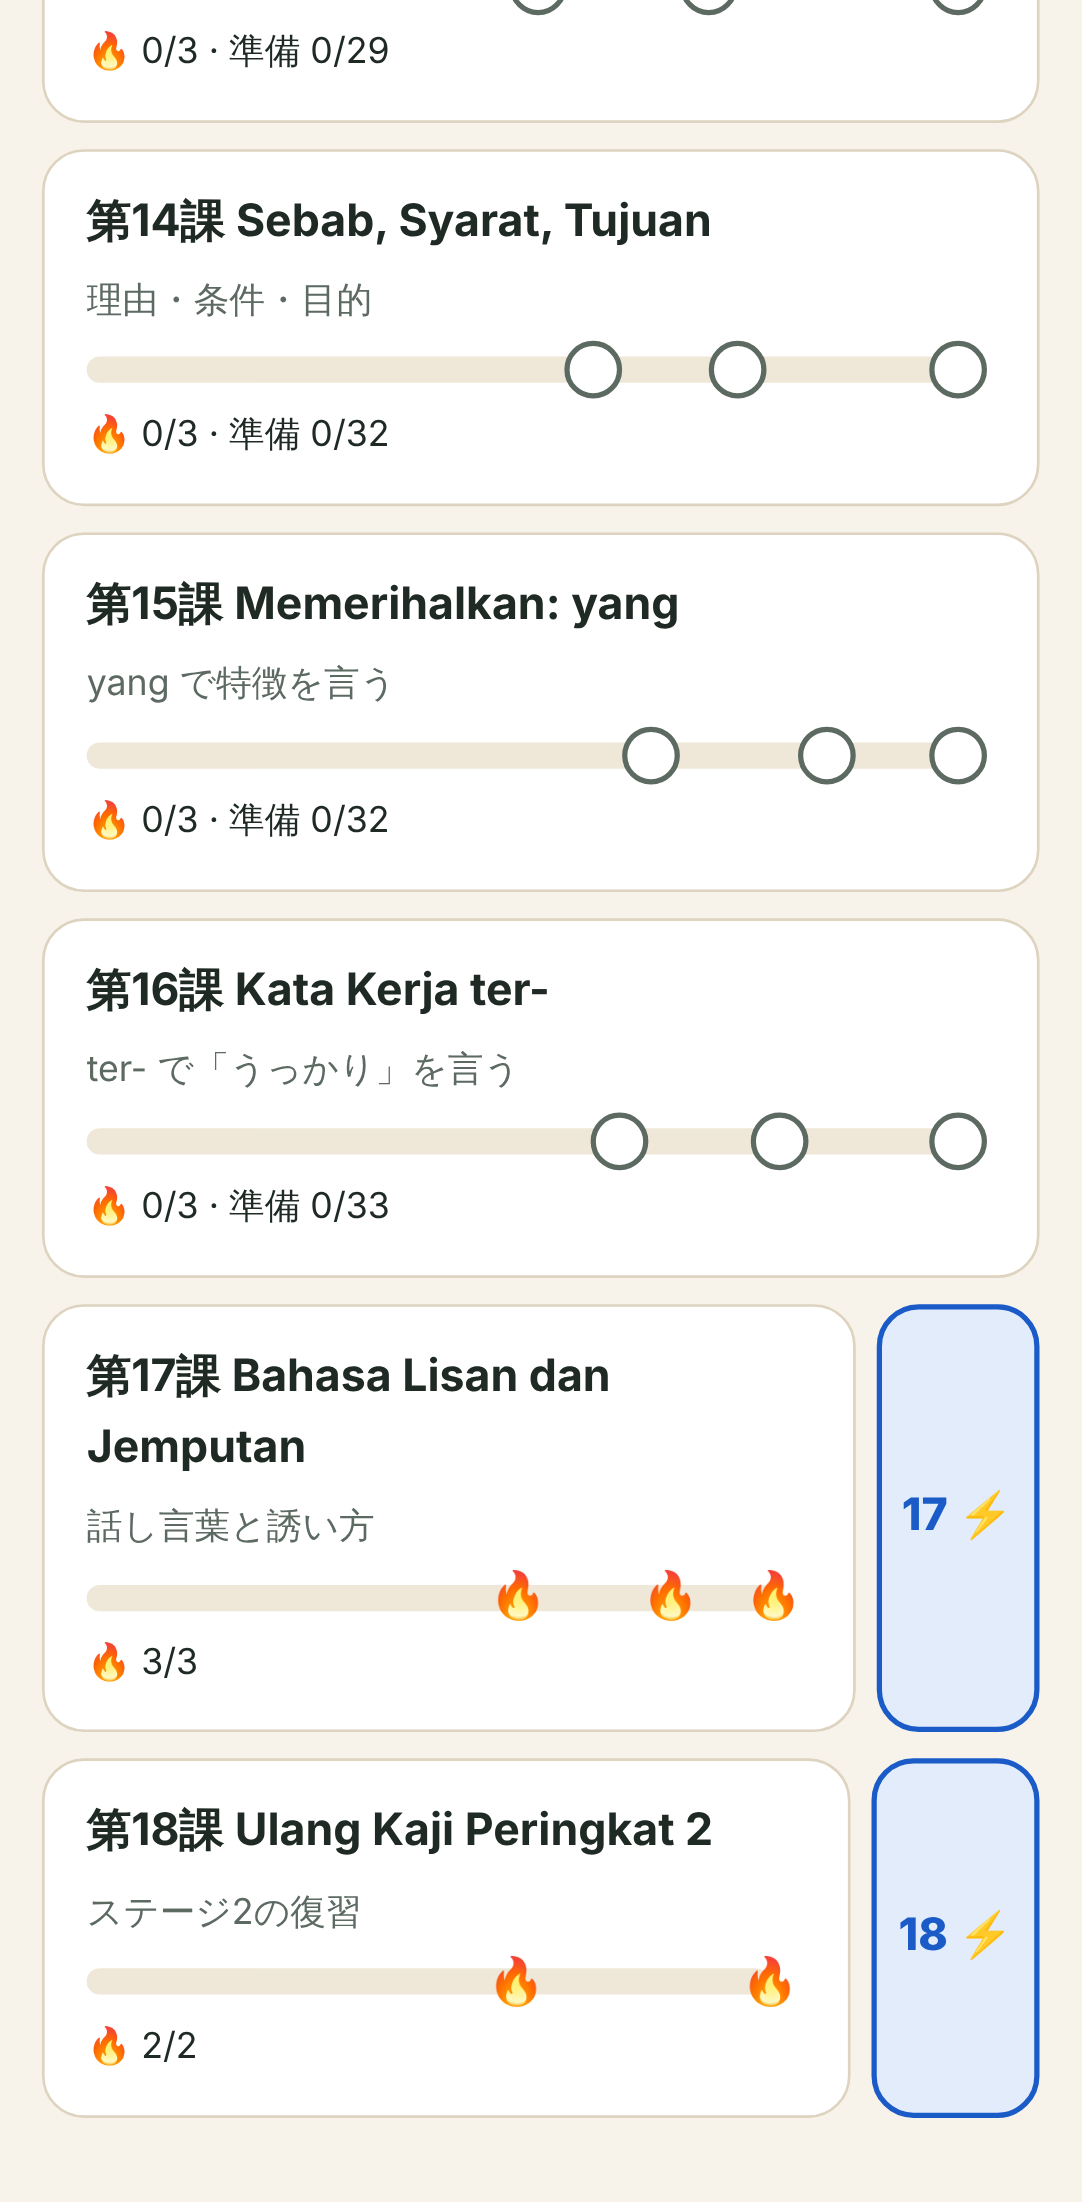 🔥 0/3 · 準備 0/29
第14課 Sebab, Syarat, Tujuan
理由・条件・目的
🔥 0/3 · 準備 0/32
第15課 Memerihalkan: yang
yang で特徴を言う
🔥 0/3 · 準備 0/32
第16課 Kata Kerja ter-
ter- で「うっかり」を言う
🔥 0/3 · 準備 0/33
第17課 Bahasa Lisan dan
Jemputan
話し言葉と誘い方
🔥 3/3
17 ⚡
第18課 Ulang Kaji Peringkat 2
ステージ2の復習
🔥 2/2
18 ⚡